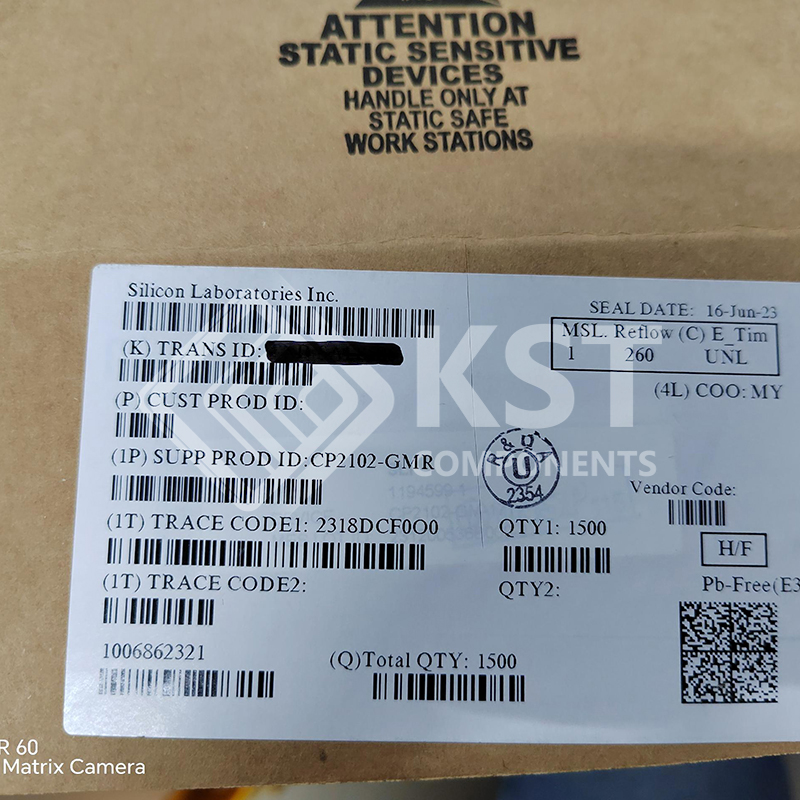 ATTENTION
STATIC SENSITIVE
DEVICES
HANDLE ONLY AT
STATIC SAFE
WORK STATIONS
Silicon Laboratories Inc.
SEAL DATE: 16-Jun-23
MSL. Reflow (C) E_Tim
1 260 UNL
(K) TRANS ID:
(4L) COO: MY
(P) CUST PROD ID:
KST
COMPONENTS
(1P) SUPP PROD ID:CP2102-GMR
R & Q A
U
2354
Vendor Code:
(1T) TRACE CODE1: 2318DCF0O0
QTY1: 1500
H/F
(1T) TRACE CODE2:
QTY2:
Pb-Free(E3
1006862321
(Q)Total QTY: 1500
R 60
Matrix Camera